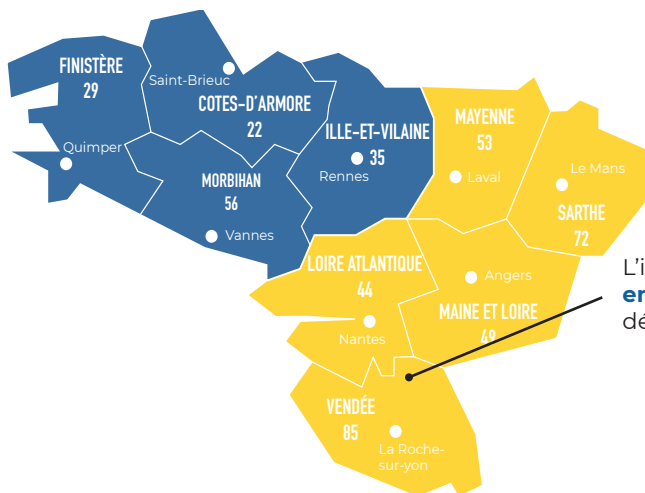 FINISTÈRE
29
Saint-Brieuc
COTES-D'ARMORE
22
ILLE-ET-VILAINE
35
Rennes
MAYENNE
53
Laval
Le Mans
SARTHE
72
Quimper
MORBIHAN
56
Vannes
LOIRE ATLANTIQUE
44
Nantes
Angers
MAINE ET LOIRE
49
L'i
en
dé
VENDÉE
85
La Roche-
sur-yon